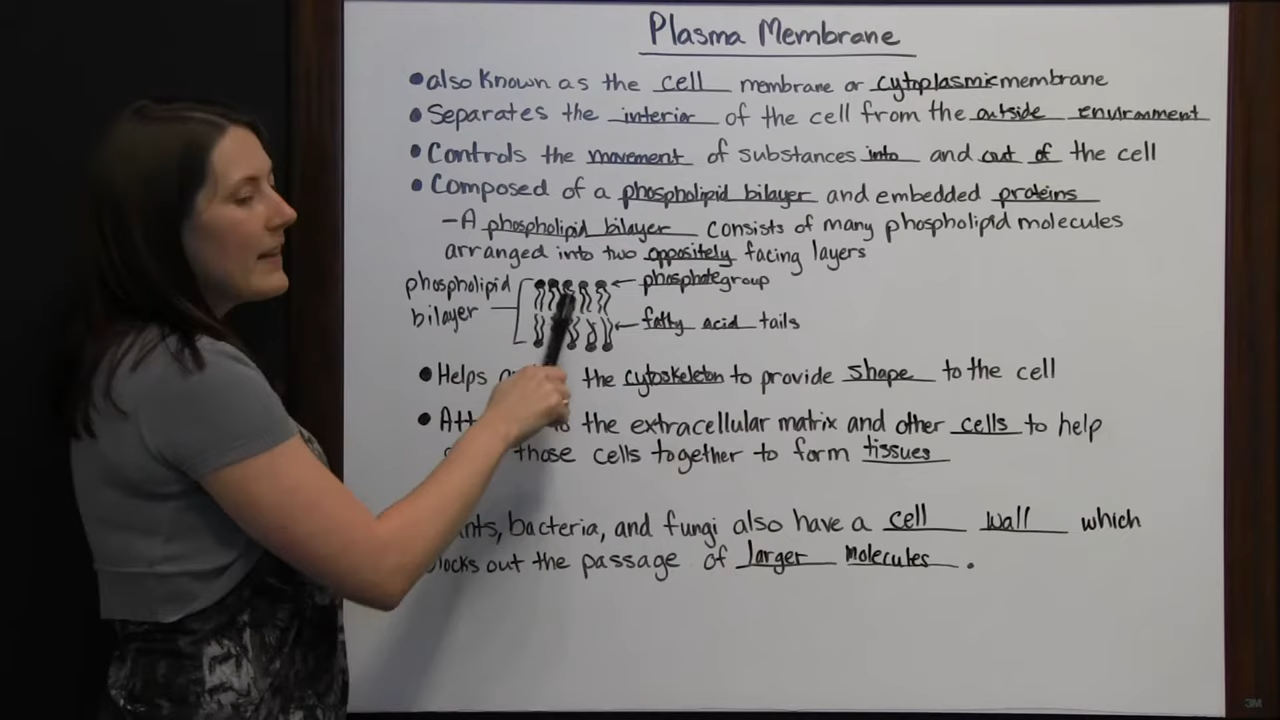 Plasma Membrane
•also known as the cell membrane or cytoplasmic membrane
•Separates the interior of the cell from the outside environment
•Controls the movement of substances into and out of the cell
•Composed of a phospholipid bilayer and embedded proteins
-A phospholipid bilayer consists of many phospholipid molecules
arranged into two oppositely facing layers
phospholipid
bilayer
phosphate group
fatty acid tails
•Helps the cytoskeleton to provide shape to the cell
•Att the extracellular matrix and other cells to help
those cells together to form tissues
nts, bacteria, and fungi also have a cell wall which
locks out the passage of larger molecules.
3M